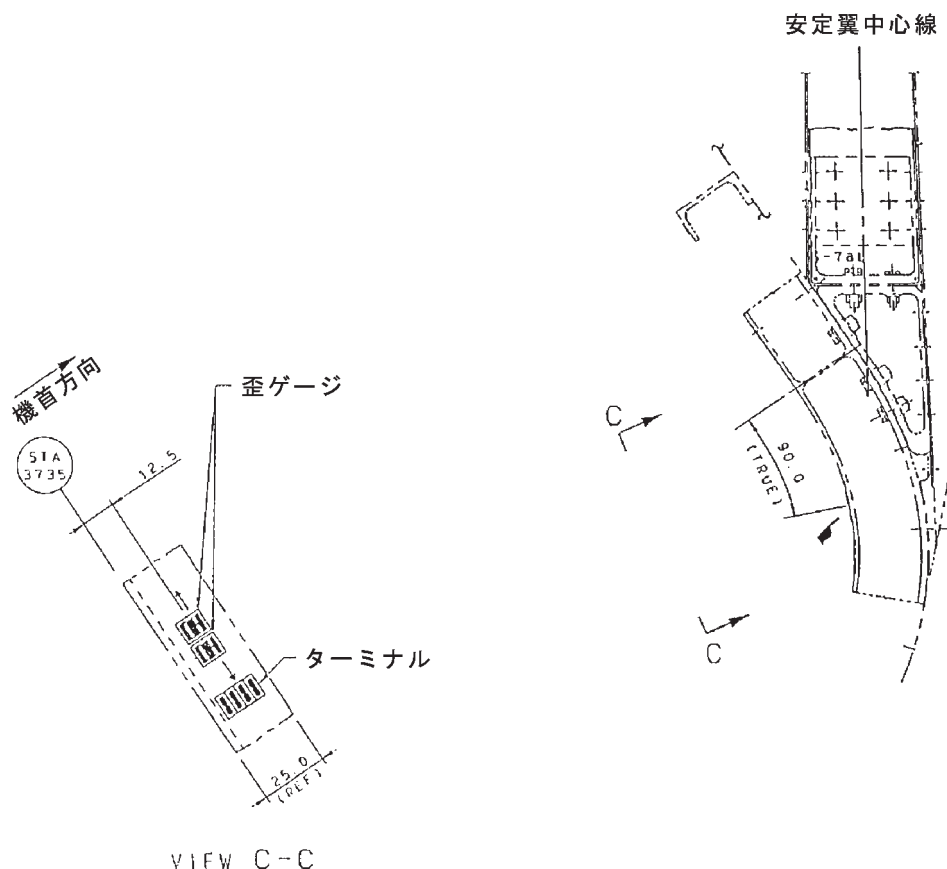 安定翼中心線
-7a
機首方向
歪ゲージ
STA
3735
12.5
C
90.0
(TRUE)
ターミナル
C
25.0
(REF)
VIEW C-C